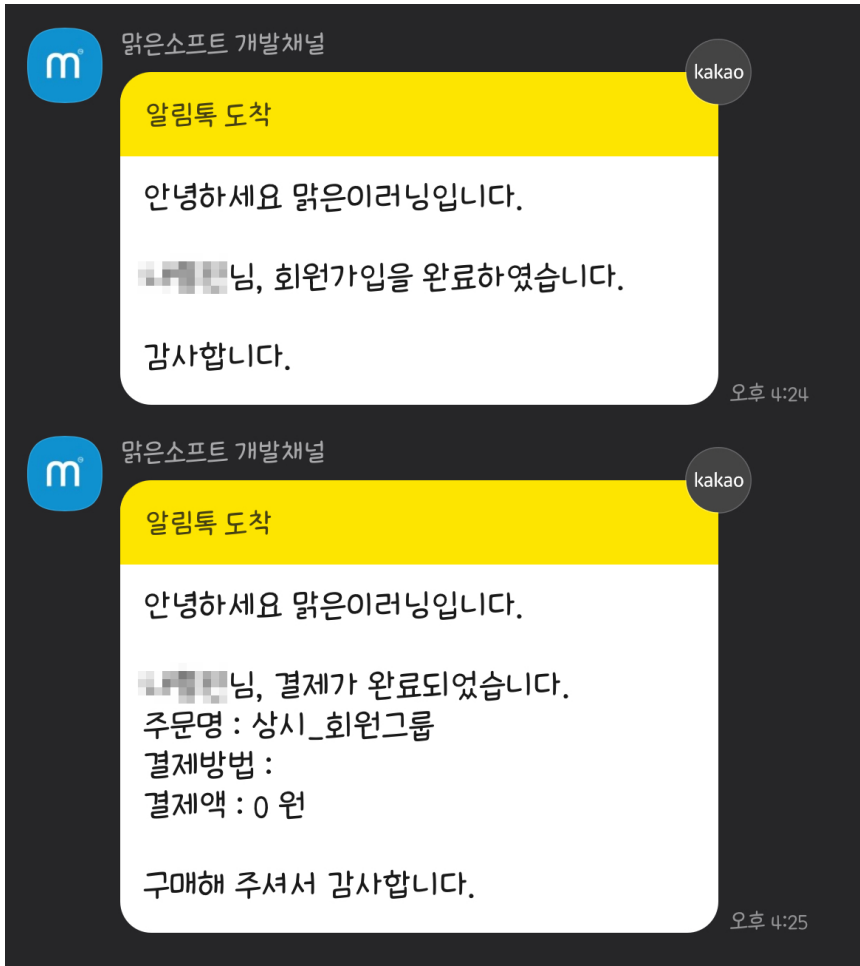 맑은소프트 개발채널
kakao
알림톡 도착
안녕하세요 맑은이러닝입니다.
님, 회원가입을 완료하였습니다.
감사합니다.
오후 4:24
맑은소프트 개발채널
kakao
알림톡 도착
안녕하세요 맑은이러닝입니다.
님, 결제가 완료되었습니다.
주문명 : 상시_회원그룹
결제방법 :
결제액 : 0 원
구매해 주셔서 감사합니다.
오후 4:25